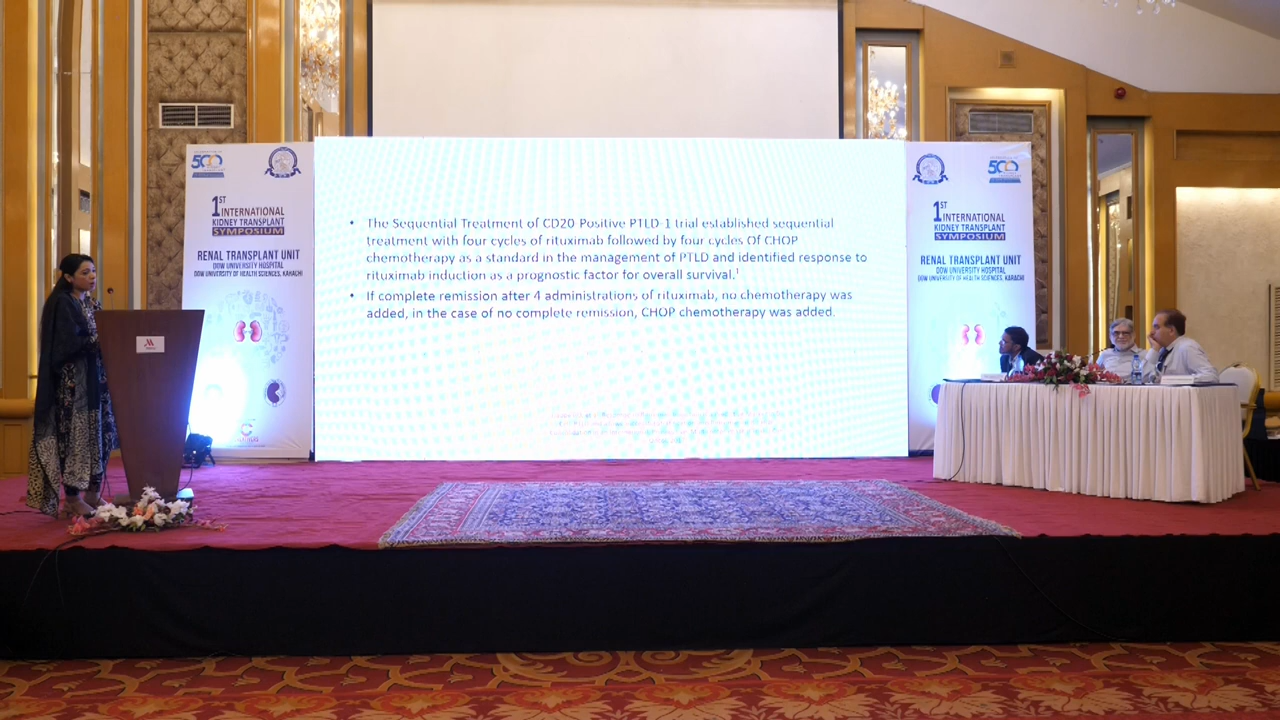 500
1ST
INTERNATIONAL
KIDNEY TRANSPLANT
SYMPOSIUM
RENAL TRANSPLANT UNIT
DOW UNIVERSITY HOSPITAL
DOW UNIVERSITY OF HEALTH SCIENCES, KARACHI
• The Sequential Treatment of CD20-Positive PTLD-1 trial established sequential
treatment with four cycles of rituximab followed by four cycles Of CHOP
chemotherapy as a standard in the management of PTLD and identified response to
rituximab induction as a prognostic factor for overall survival.¹
• If complete remission after 4 administrations of rituximab, no chemotherapy was
added, in the case of no complete remission, CHOP chemotherapy was added.
500
1ST
INTERNATIONAL
KIDNEY TRANSPLANT
SYMPOSIUM
RENAL TRANSPLANT UNIT
DOW UNIVERSITY HOSPITAL
DOW UNIVERSITY OF HEALTH SCIENCES, KARACHI